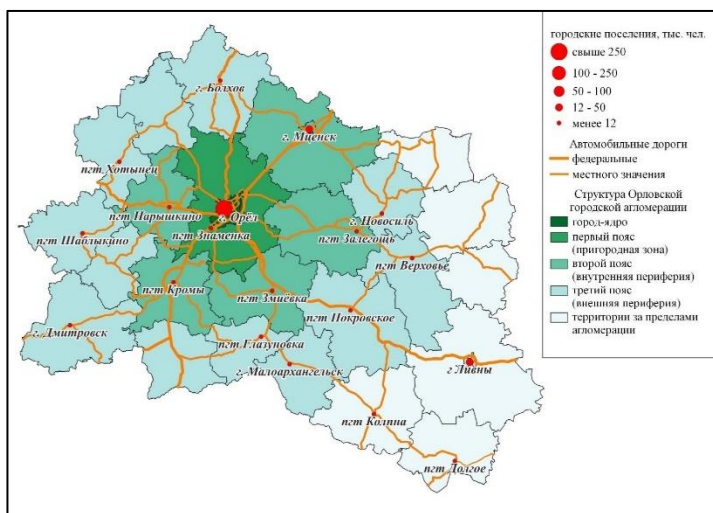 г. Болхов
г. Мценск
пгт Хотынец
пгт Нарышкино
г. Орёл
г. Новосиль
пгт Шаблыкино
пгт Знаменка
пгт Залегощь
пгт Верховье
пгт Кромы
пгт Змиёвка
пгт Покровское
г. Дмитровск
пгт Глазуновка
г. Малоархангельск
г Ливны
пгт Колпна
пгт Долгое
городские поселения, тыс. чел.
свыше 250
100 - 250
50 - 100
12 - 50
менее 12
Автомобильные дороги
федеральные
местного значения
Структура Орловской
городской агломерации
город-ядро
первый пояс
(пригородная зона)
второй пояс
(внутренняя периферия)
третий пояс
(внешняя периферия)
территории за пределами
агломерации